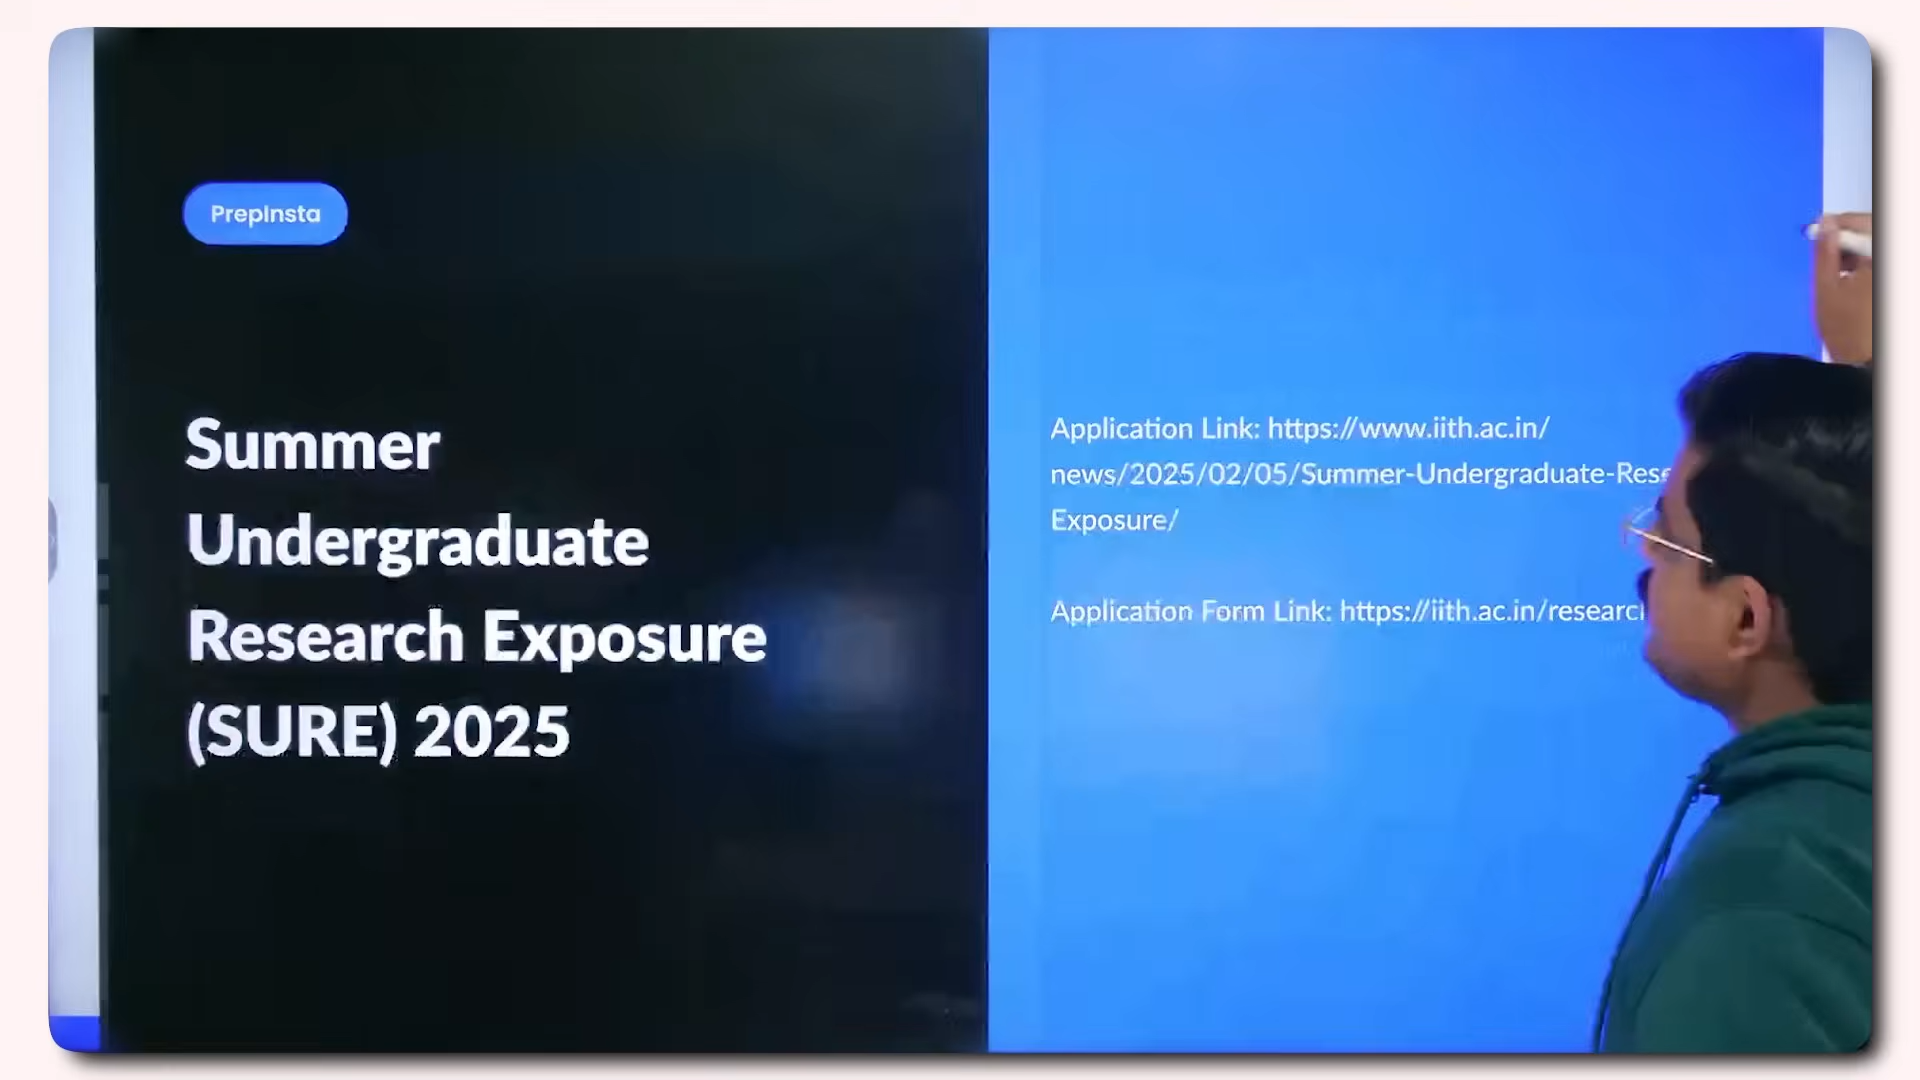 PrepInsta
Summer
Undergraduate
Research Exposure
(SURE) 2025
Application Link: https://www.iith.ac.in/
news/2025/02/05/Summer-Undergraduate-Rese
Exposure/
Application Form Link: https://iith.ac.in/research